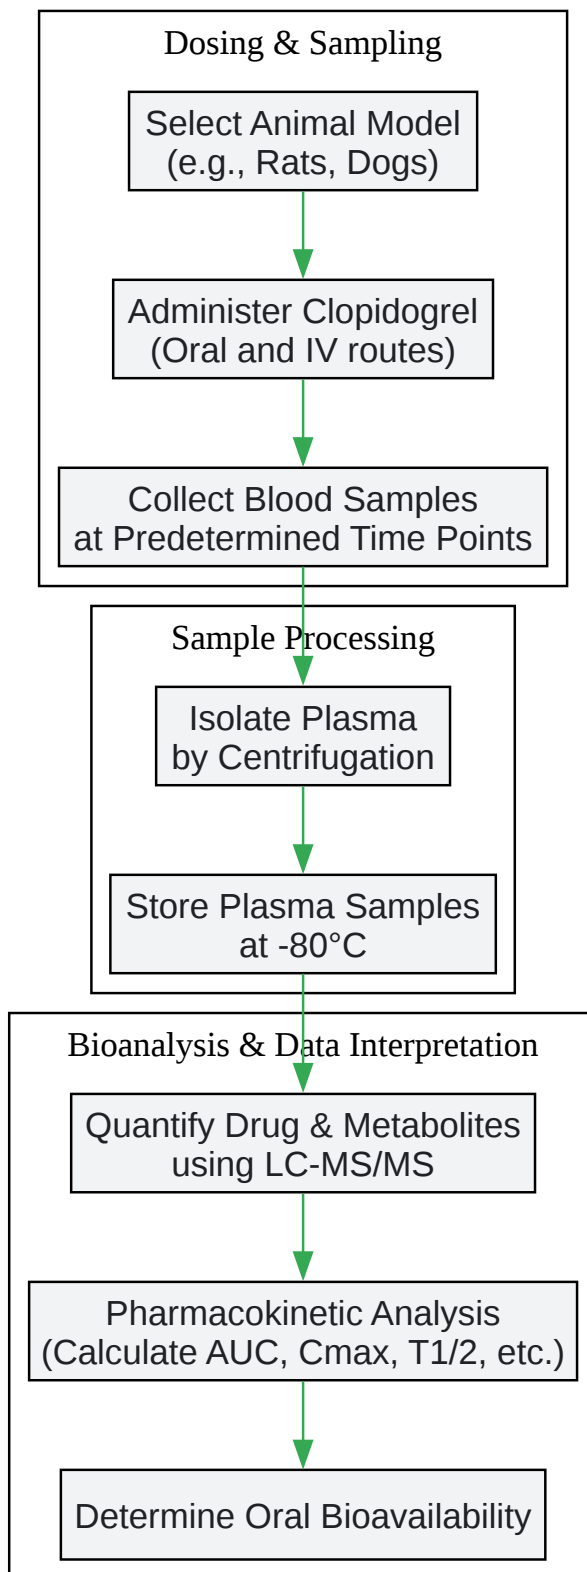 Dosing & Sampling
Select Animal Model
(e.g., Rats, Dogs)
Administer Clopidogrel
(Oral and IV routes)
Collect Blood Samples
at Predetermined Time Points
Sample Processing
Isolate Plasma
by Centrifugation
Store Plasma Samples
at -80°C
Bioanalysis & Data Interpretation
Quantify Drug & Metabolites
using LC-MS/MS
Pharmacokinetic Analysis
(Calculate AUC, Cmax, T1/2, etc.)
Determine Oral Bioavailability